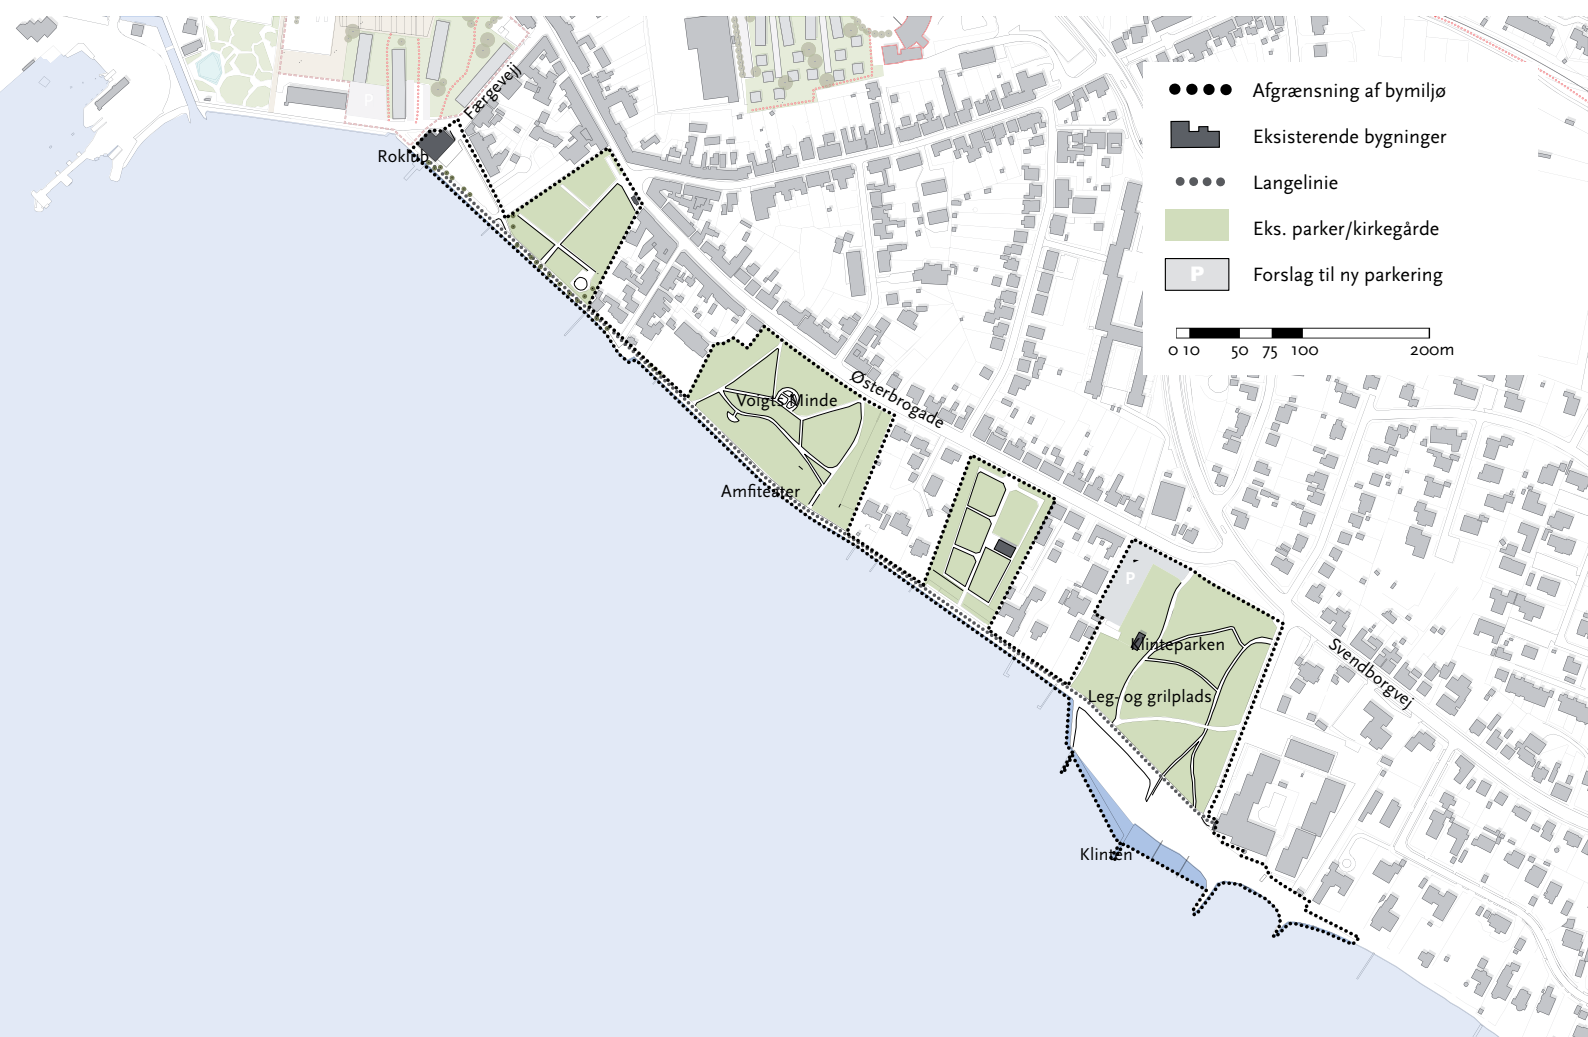 Afgrænsning af bymiljø
Eksisterende bygninger
Langelinie
Eks. parker/kirkegårde
P
Forslag til ny parkering
0 10 50 75 100 200m
P
Færgevejj
Roklub
Østerbrogade
Voigts Minde
Amfiteater
P
Klinteparken
Svendborgvej
Leg- og grilplads
Klinten